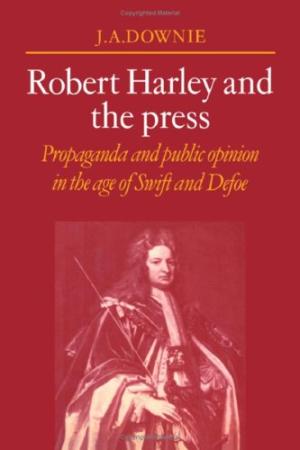 J.A.DOWNIE
Robert Harley and
the press
Propaganda and public opinion
in the age of Swift and Defoe